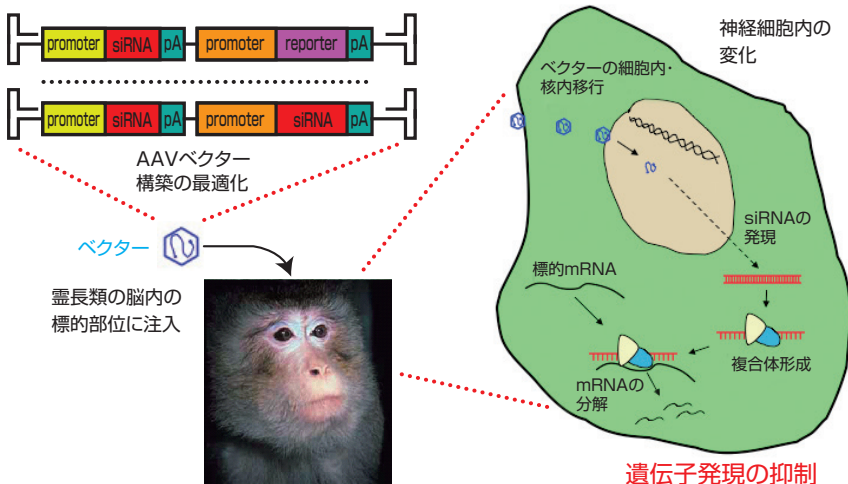 promoter siRNA pA promoter reporter pA
promoter siRNA pA promoter siRNA pA
AAVベクター
構築の最適化
ベクター
霊長類の脳内の
標的部位に注入
神経細胞内の
変化
ベクターの細胞内・
核内移行
siRNAの
発現
標的mRNA
複合体形成
mRNAの
分解
遺伝子発現の抑制